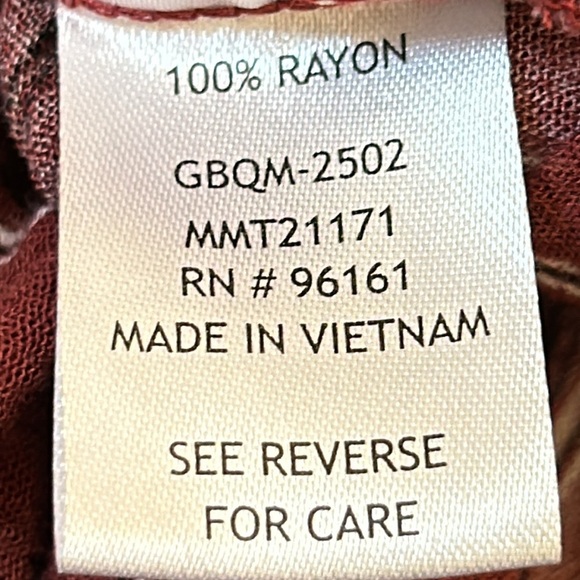 100% RAYON
GBQM-2502
MMT21171
RN # 96161
MADE IN VIETNAM
SEE REVERSE
FOR CARE